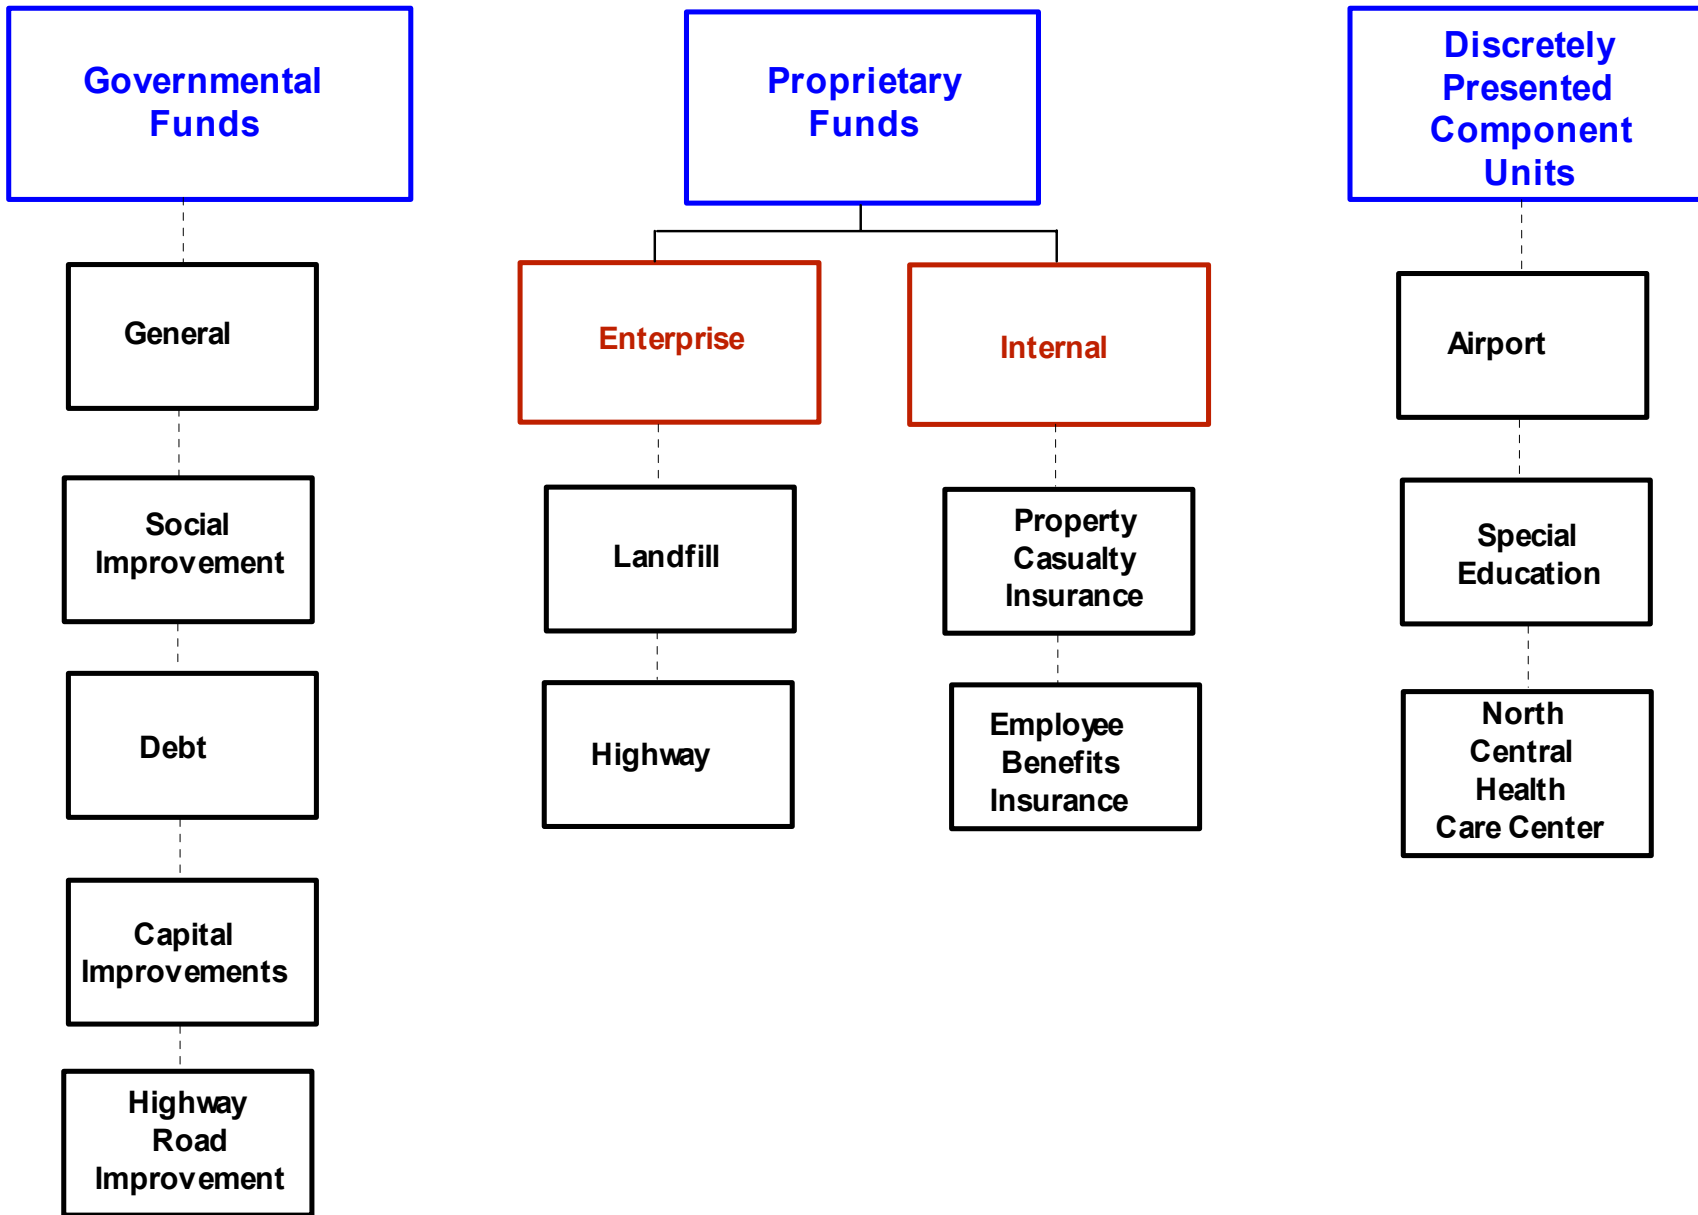 Governmental
Funds
General
Social
Improvement
Debt
Capital
Improvements
Highway
Road
Improvement
Proprietary
Funds
Enterprise
Landfill
Highway
Internal
Property
Casualty
Insurance
Employee
Benefits
Insurance
Discretely
Presented
Component
Units
Airport
Special
Education
North
Central
Health
Care Center